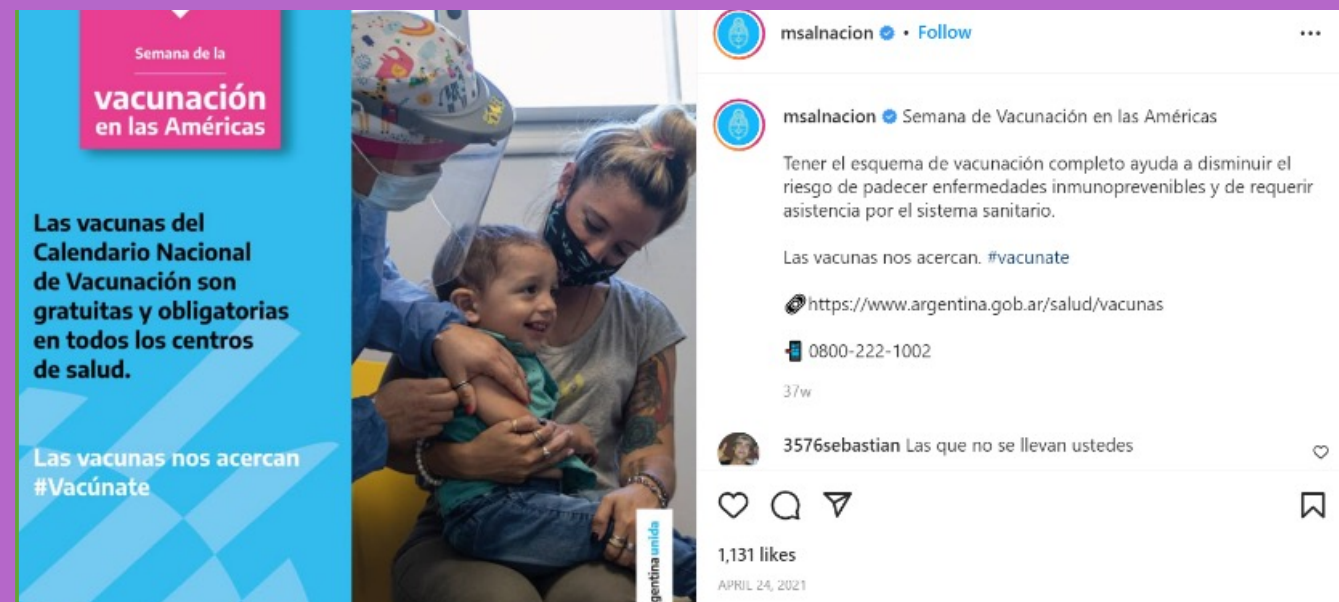 Semana de la
vacunación
en las Américas
Las vacunas del
Calendario Nacional
de Vacunación son
gratuitas y obligatorias
en todos los centros
de salud.
Las vacunas nos acercan
#Vacúnate
gentina unida
msalnacion • Follow
msalnacion Semana de Vacunación en las Américas
Tener el esquema de vacunación completo ayuda a disminuir el
riesgo de padecer enfermedades inmunoprevenibles y de requerir
asistencia por el sistema sanitario.
Las vacunas nos acercan. #vacunate
https://www.argentina.gob.ar/salud/vacunas
0800-222-1002
37w
3576sebastian Las que no se llevan ustedes
1,131 likes
APRIL 24, 2021